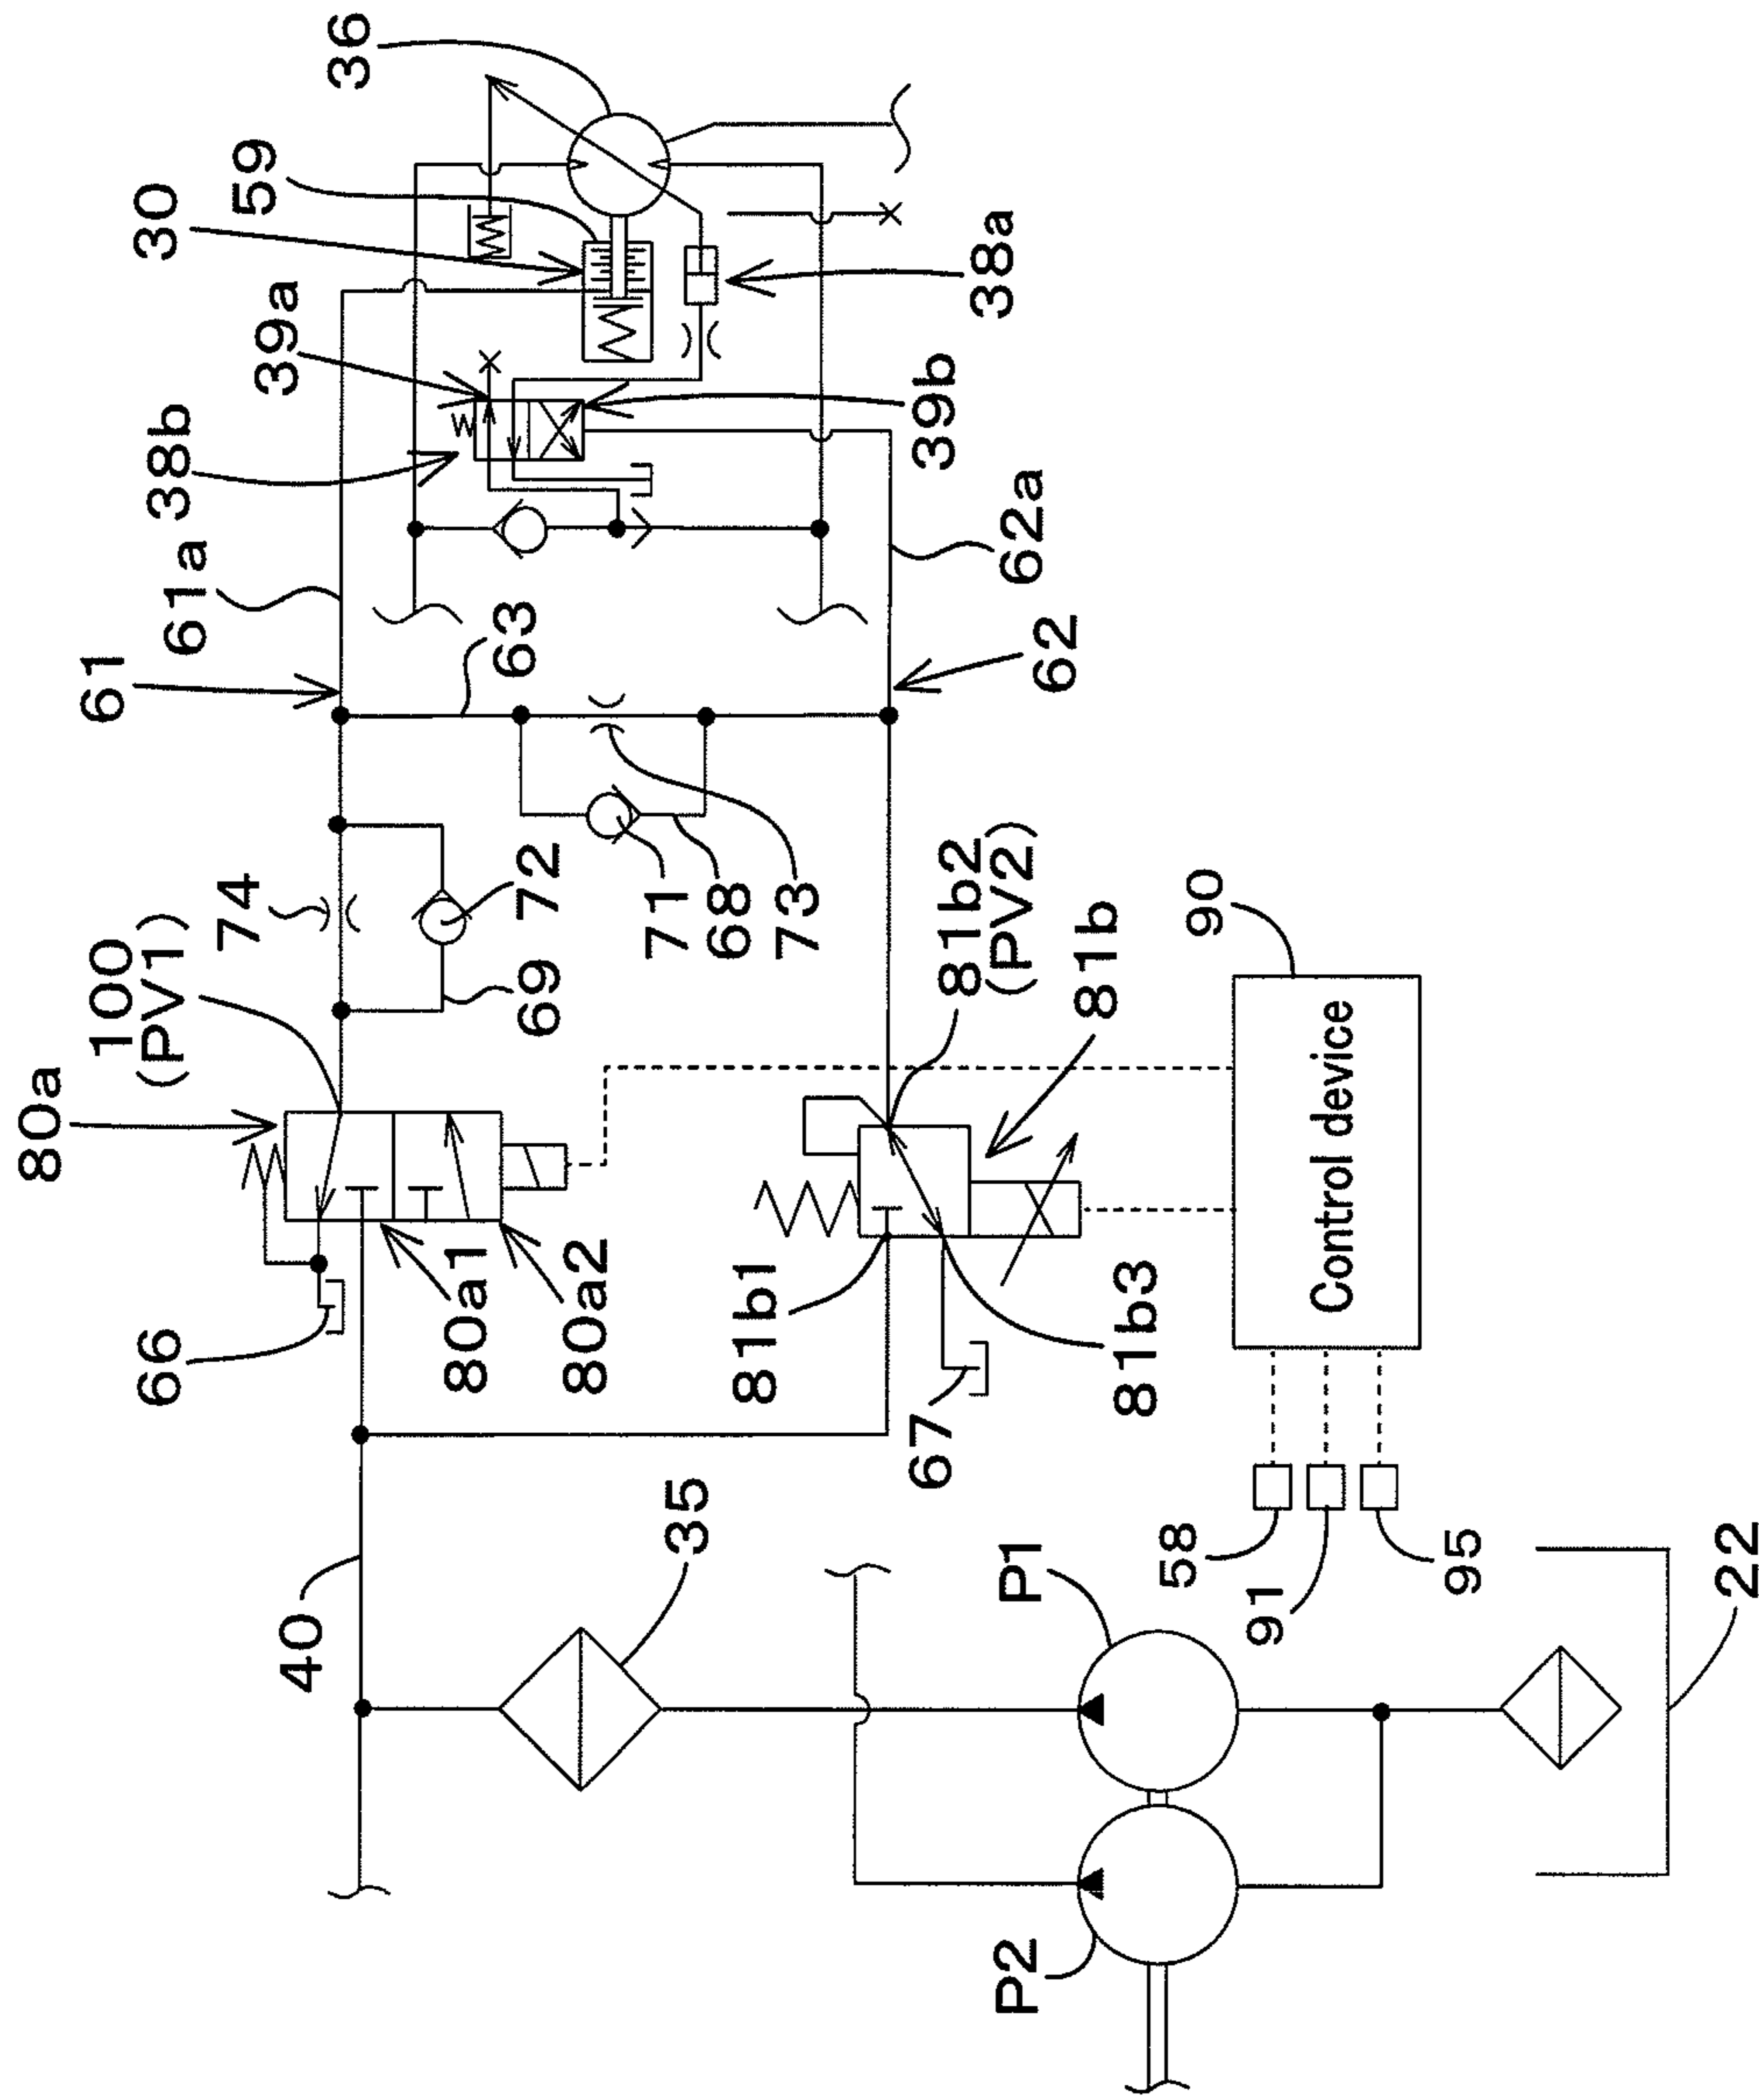 36
59
30
39a
38b
38a
39b
61a
61
63
62a
62
74
72
71
68
73
69
100
(PV1)
80a
81b2
(PV2)
81b
90
Control device
80a1
80a2
66
81b1
81b3
67
35
40
P1
P2
58
91
95
22
W